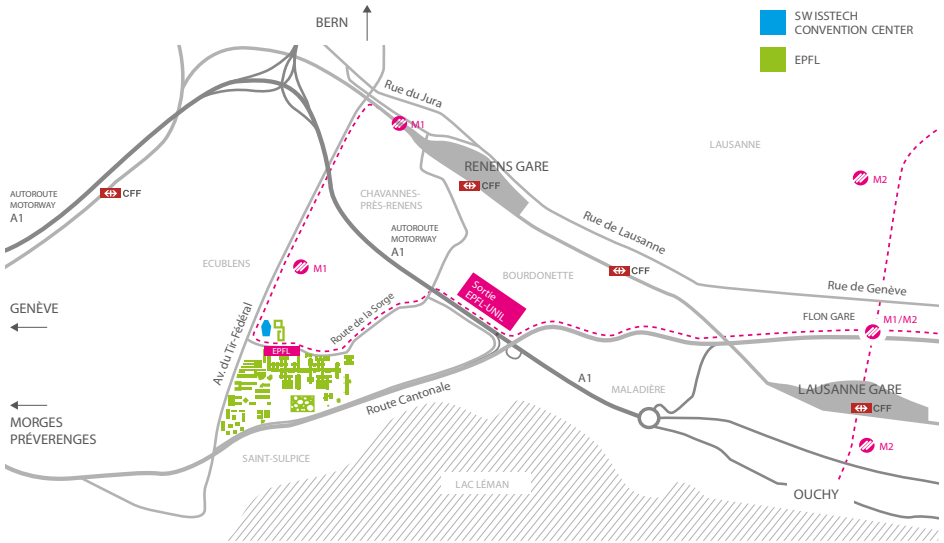 BERN
SWISSTECH
CONVENTION CENTER
EPFL
Rue du Jura
M1
LAUSANNE
RENENS GARE
CFF
M2
CFF
AUTOROUTE
MOTORWAY
A1
CHAVANNES-
PRÈS-RENENS
Rue de Lausanne
AUTOROUTE
MOTORWAY
A1
ECUBLENS
M1
BOURDONETTE
CFF
Sortie
EPFL-UNIL
Rue de Genève
GENÈVE
Av. du Tir-Fédéral
Route de la Sorge
FLON GARE
M1/M2
EPFL
A1
MALADIÈRE
LAUSANNE GARE
CFF
Route Cantonale
MORGES
PRÉVERENGES
M2
SAINT-SULPICE
LAC LÉMAN
OUCHY